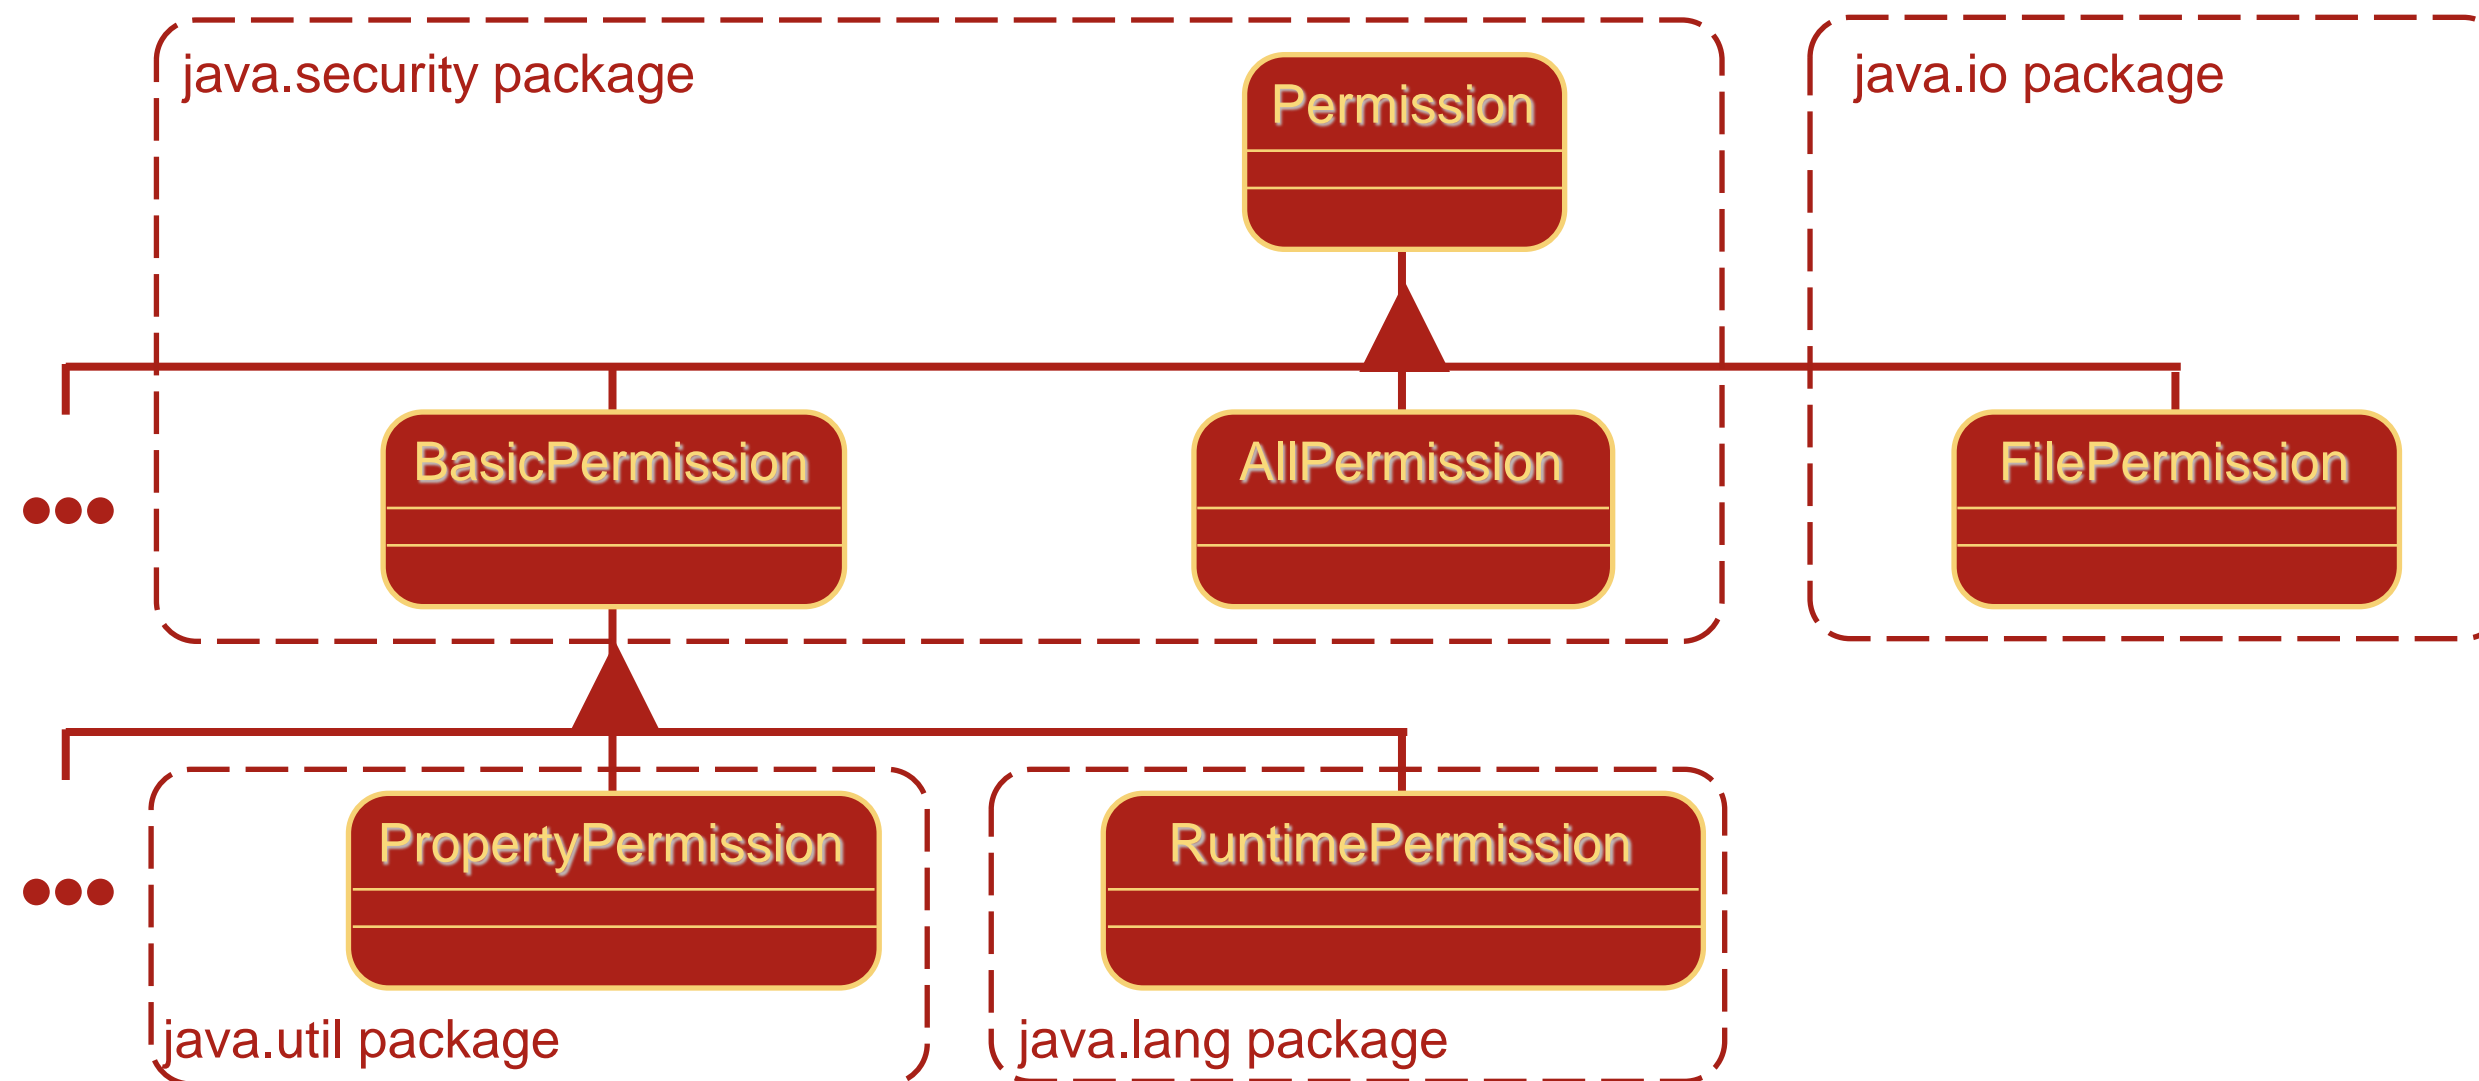 java.security package
Permission
java.io package
BasicPermission
AllPermission
FilePermission
PropertyPermission
RuntimePermission
java.util package
java.lang package